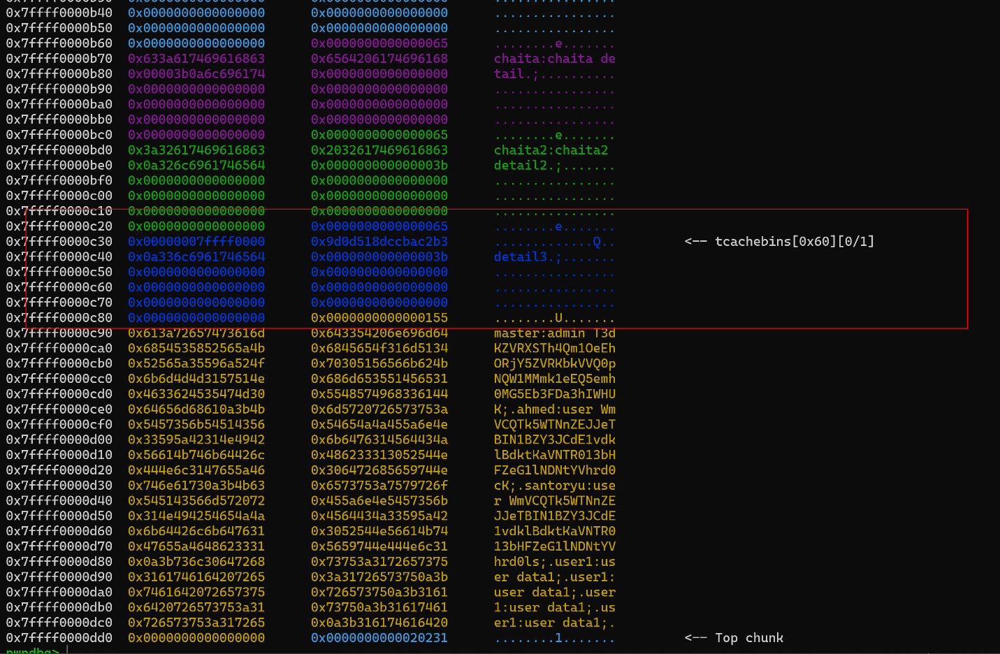 0x7ffff0000b40 0x0000000000000000 0x0000000000000000 ................
0x7ffff0000b50 0x0000000000000000 0x0000000000000000 ................
0x7ffff0000b60 0x0000000000000000 0x0000000000000065 ........e.......
0x7ffff0000b70 0x633a617469616863 0x6564206174696168 chaita:chaita de
0x7ffff0000b80 0x00003b0a6c696174 0x0000000000000000 tail.;..........
0x7ffff0000b90 0x0000000000000000 0x0000000000000000 ................
0x7ffff0000ba0 0x0000000000000000 0x0000000000000000 ................
0x7ffff0000bb0 0x0000000000000000 0x0000000000000000 ................
0x7ffff0000bc0 0x0000000000000000 0x0000000000000065 ........e.......
0x7ffff0000bd0 0x3a32617469616863 0x2032617469616863 chaita2:chaita2
0x7ffff0000be0 0x0a326c6961746564 0x000000000000003b detail2.;.......
0x7ffff0000bf0 0x0000000000000000 0x0000000000000000 ................
0x7ffff0000c00 0x0000000000000000 0x0000000000000000 ................
0x7ffff0000c10 0x0000000000000000 0x0000000000000000 ................
0x7ffff0000c20 0x0000000000000000 0x0000000000000065 ........e.......
0x7ffff0000c30 0x00000007ffff0000 0x9d0d518dccbac2b3 .............Q.. <-- tcachebins[0x60][0/1]
0x7ffff0000c40 0x0a336c6961746564 0x000000000000003b detail3.;.......
0x7ffff0000c50 0x0000000000000000 0x0000000000000000 ................
0x7ffff0000c60 0x0000000000000000 0x0000000000000000 ................
0x7ffff0000c70 0x0000000000000000 0x0000000000000000 ................
0x7ffff0000c80 0x0000000000000000 0x0000000000000155 ........U.......
0x7ffff0000c90 0x613a72657473616d 0x643354206e696d64 master:admin T3d
0x7ffff0000ca0 0x6854535852565a4b 0x6845654f316d5134 KZVRXSTh4Qm1OeEh
0x7ffff0000cb0 0x52565a35596a524f 0x70305156566b624b ORjY5ZVRKbkVVQ0p
0x7ffff0000cc0 0x6b6d4d4d3157514e 0x686d653551456531 NQW1MMmk1eEQ5emh
0x7ffff0000cd0 0x4633624535474d30 0x5548574968336144 0MG5Eb3FDa3hIWHU
0x7ffff0000ce0 0x64656d68610a3b4b 0x6d5720726573753a K;.ahmed:user Wm
0x7ffff0000cf0 0x5457356b54514356 0x54654a4a455a6e4e VCQTk5WTNnZEJJeT
0x7ffff0000d00 0x33595a42314e4942 0x6b6476314564434a BIN1BZY3JCdE1vdk
0x7ffff0000d10 0x56614b746b64426c 0x486233313052544e lBdktKaVNTR013bH
0x7ffff0000d20 0x444e6c3147655a46 0x306472685659744e FZeG1lNDNtYVhrd0
0x7ffff0000d30 0x746e61730a3b4b63 0x6573753a7579726f cK;.santoryu:use
0x7ffff0000d40 0x545143566d572072 0x455a6e4e5457356b r WmVCQTk5WTNnZE
0x7ffff0000d50 0x314e494254654a4a 0x4564434a33595a42 JJeTBIN1BZY3JCdE
0x7ffff0000d60 0x6b64426c6b647631 0x3052544e56614b74 1vdklBdktKaVNTR0
0x7ffff0000d70 0x47655a4648623331 0x5659744e444e6c31 13bHFZeG1lNDNtYV
0x7ffff0000d80 0x0a3b736c30647268 0x73753a3172657375 hrd0ls;.user1:us
0x7ffff0000d90 0x3161746164207265 0x3a31726573750a3b er data1;.user1:
0x7ffff0000da0 0x7461642072657375 0x726573750a3b3161 user data1;.user
0x7ffff0000db0 0x6420726573753a31 0x73750a3b31617461 1:user data1;.us
0x7ffff0000dc0 0x726573753a317265 0x0a3b316174616420 er1:user data1;.
0x7ffff0000dd0 0x0000000000000000 0x0000000000020231 ........1....... <-- Top chunk
pwndbg>